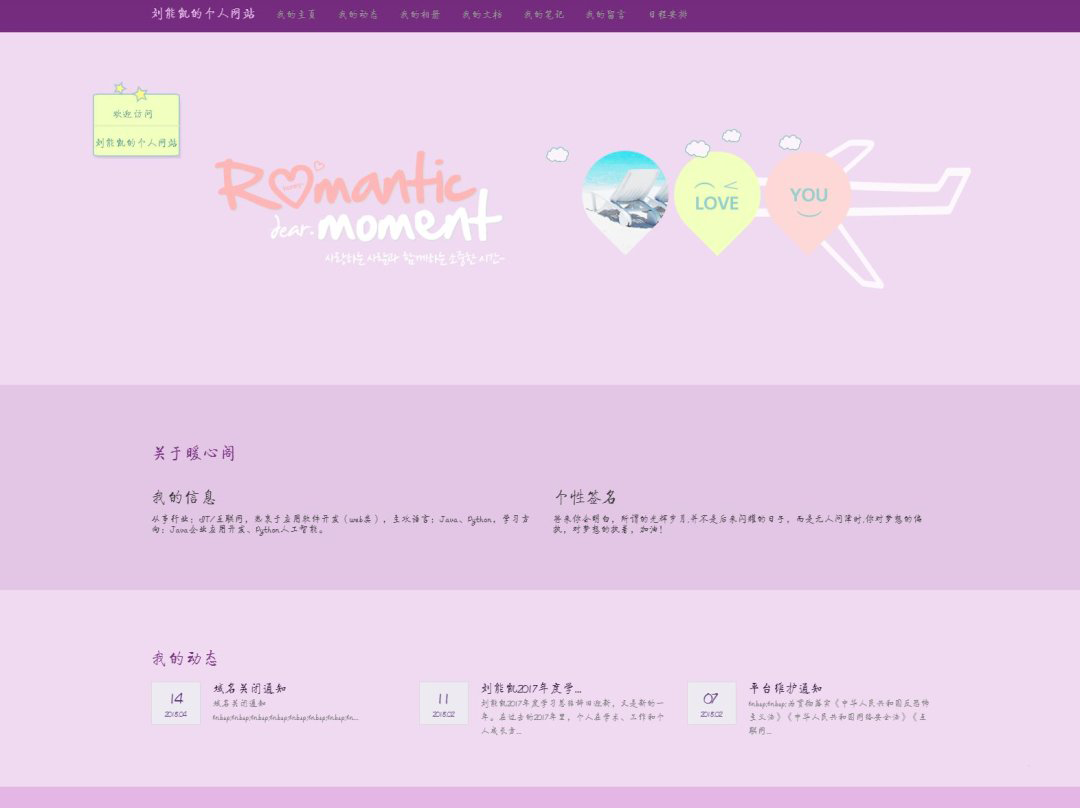 刘能凯的个人网站 我的主页 我的动态 我的相册 我的文档 我的笔记 我的留言 日程安排
欢迎访问
刘能凯的个人网站
Romantic
dear. moment
사랑하는 사람과 함께하는 소중한 시간~
LOVE
YOU
关于暖心阁
我的信息
从事行业:IT/互联网,热衷于应用软件开发(web类),主攻语言:Java、Python,学习方
向:Java企业应用开发、Python人工智能。
个性签名
将来你会明白,所谓的光辉岁月,并不是后来闪耀的日子,而是无人问津时,你对梦想的偏
执,对梦想的执着,加油!
我的动态
14
2018.04
域名关闭通知
域名关闭通知
&nbsp;&nbsp;&nbsp;&nbsp;&nbsp;&nbsp;&nbsp;&n...
11
2018.02
刘能凯2017年度学...
刘能凯2017年度学习总结辞旧迎新,又是新的一
年。在过去的2017年里,个人在学术、工作和个
人成长方...
07
2018.02
平台维护通知
&nbsp;&nbsp;为贯彻落实《中华人民共和国反恐怖
主义法》《中华人民共和国网络安全法》《互
联网...